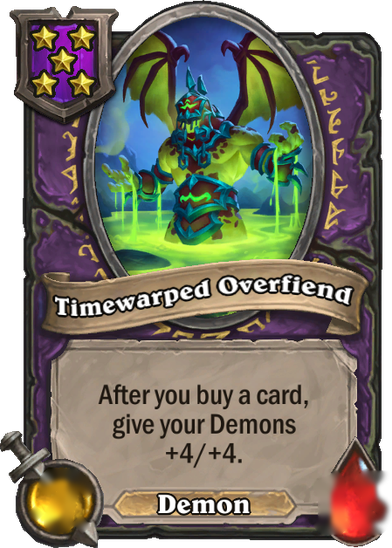 Timewarped Overfiend
After you buy a card,
give your Demons
+4/+4.
Demon